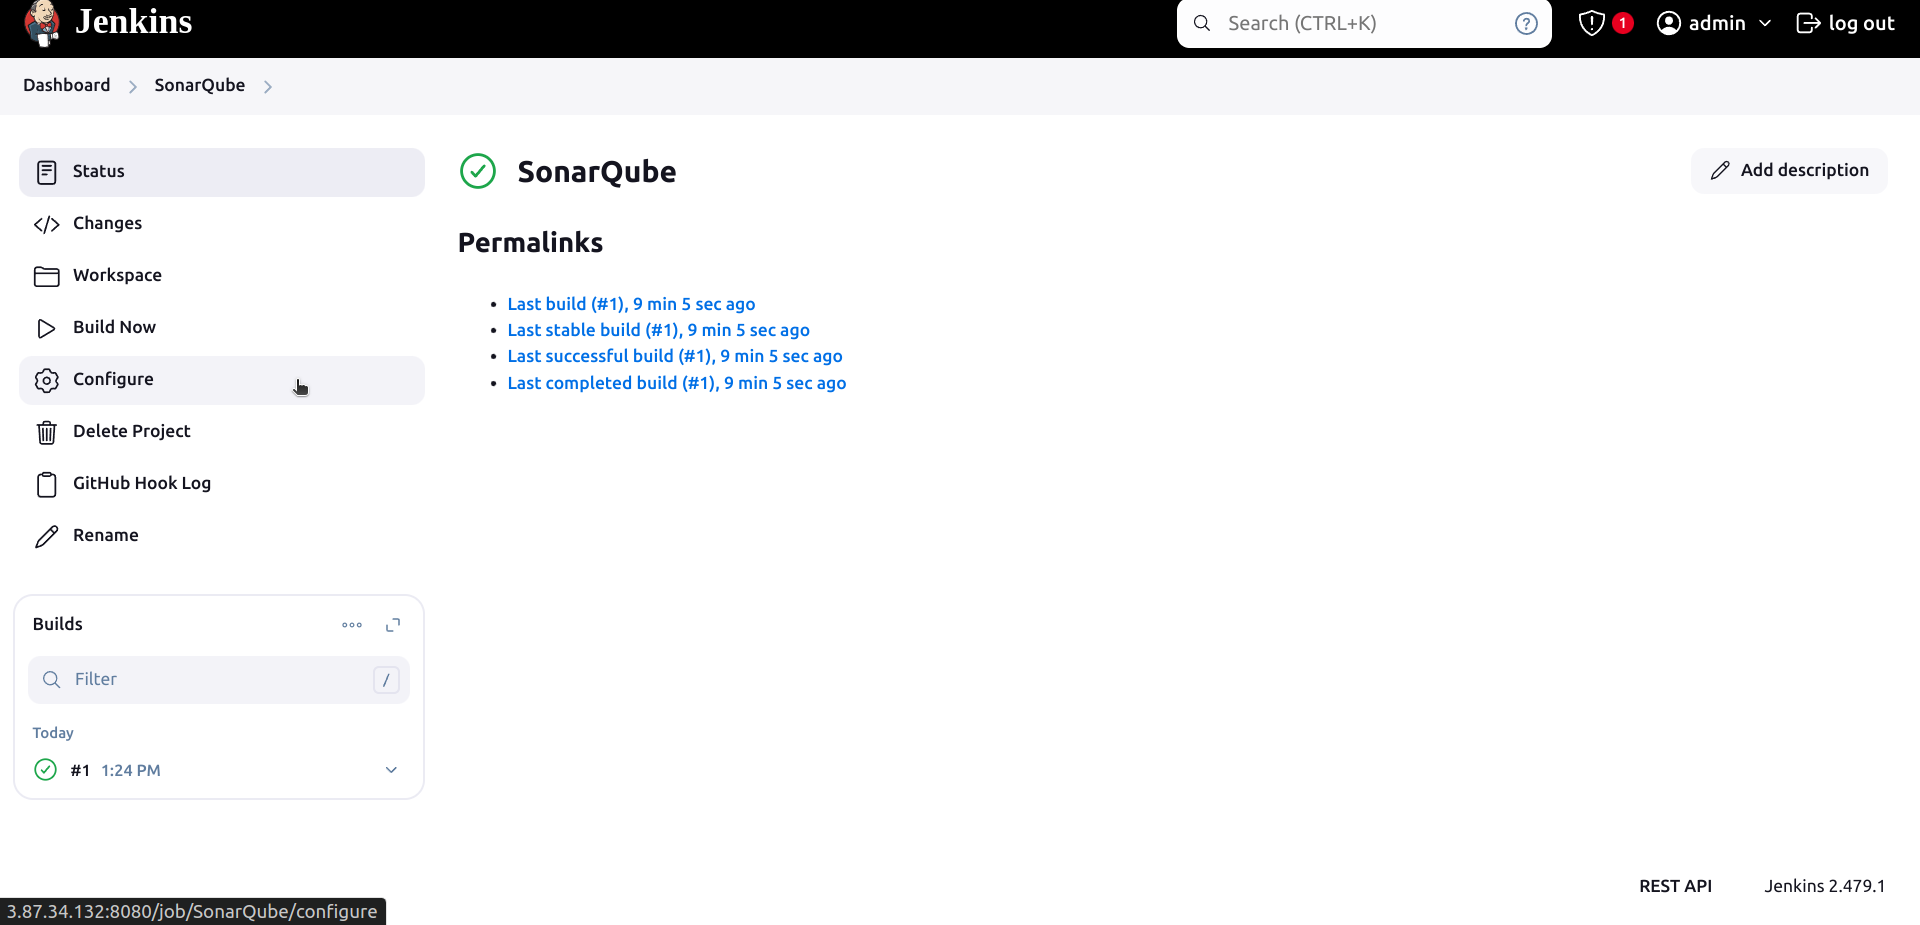 Jenkins
Search (CTRL+K)
?
1
admin
log out
Dashboard
SonarQube
Status
Changes
Workspace
Build Now
Configure
Delete Project
GitHub Hook Log
Rename
SonarQube
Add description
Permalinks
Last build (#1), 9 min 5 sec ago
Last stable build (#1), 9 min 5 sec ago
Last successful build (#1), 9 min 5 sec ago
Last completed build (#1), 9 min 5 sec ago
Builds
Filter
/
Today
#1 1:24 PM
REST API
Jenkins 2.479.1
3.87.34.132:8080/job/SonarQube/configure